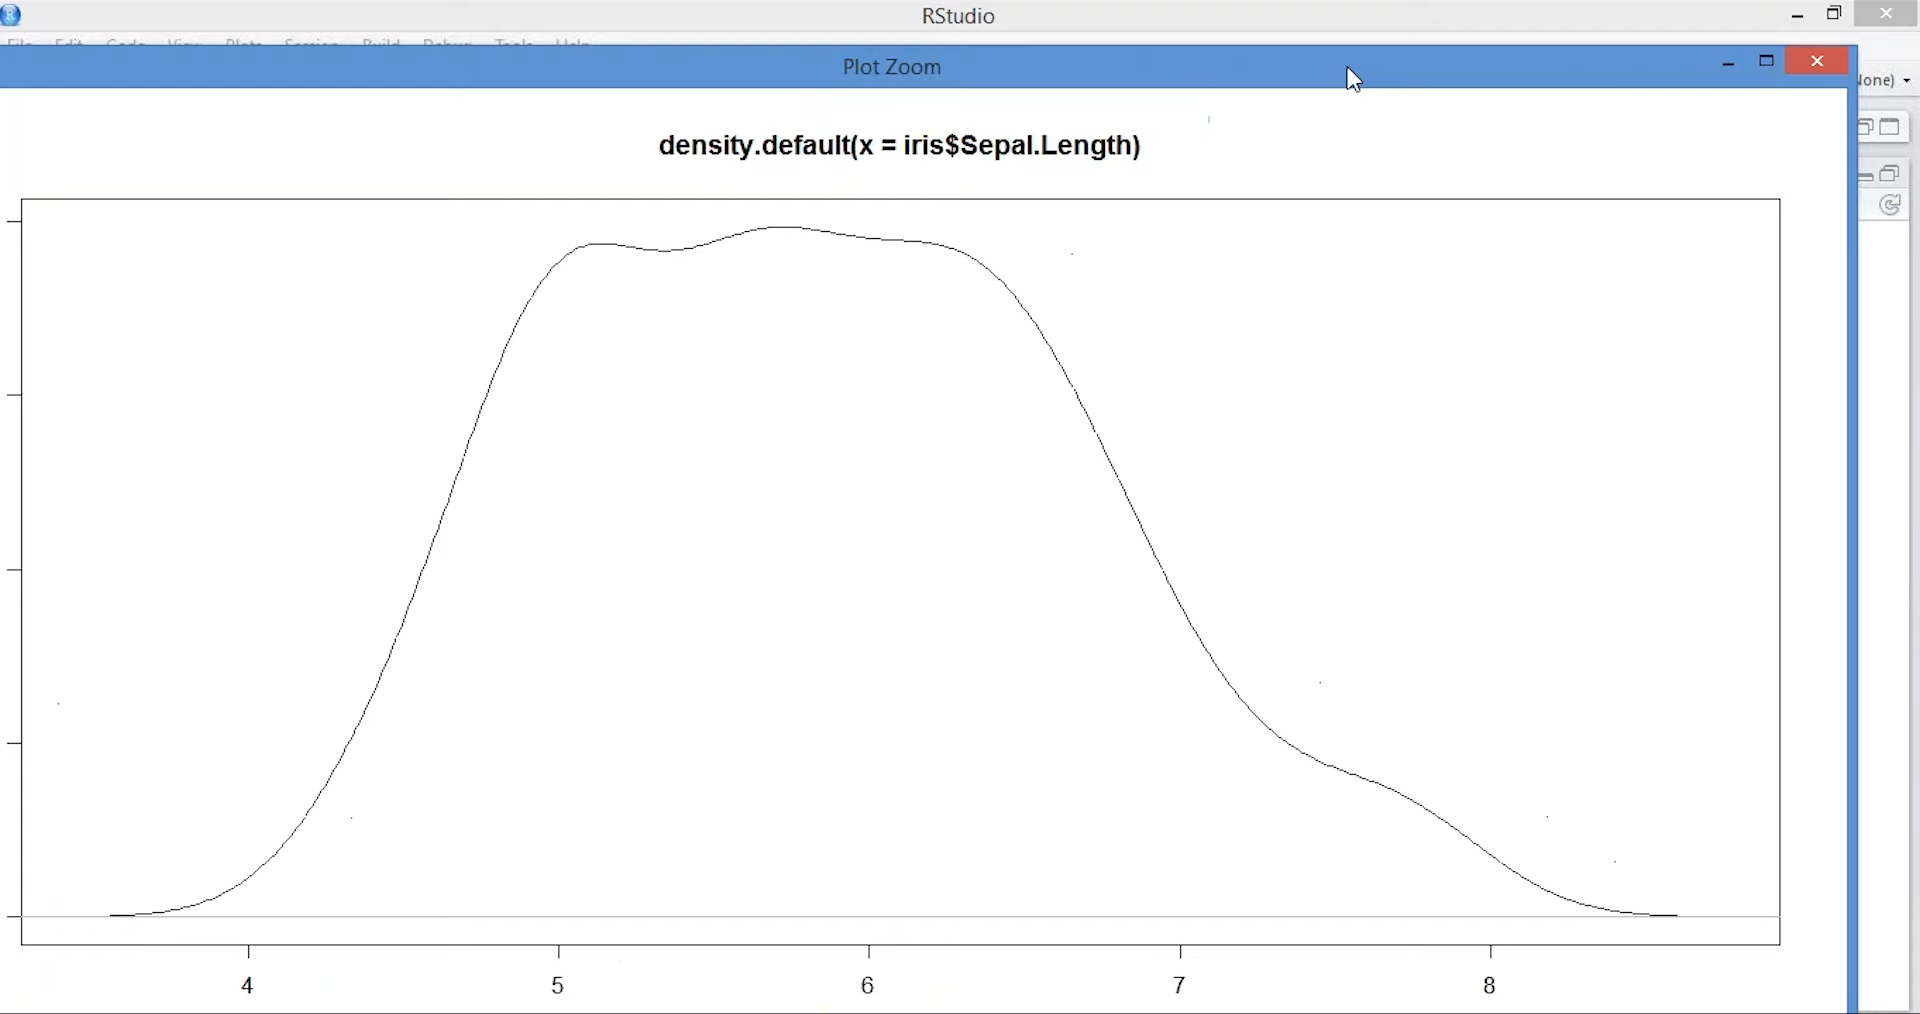 RStudio
Plot Zoom
density.default(x = iris$Sepal.Length)
4 5 6 7 8